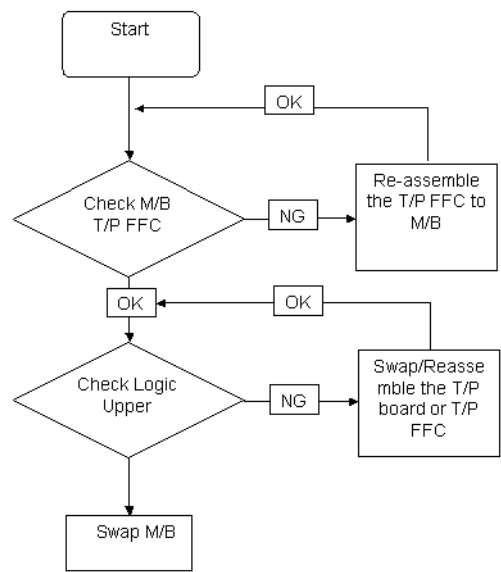 Start
OK
Check M/B
T/P FFC
NG
Re-assemble
the T/P FFC to
M/B
OK
OK
Check Logic
Upper
NG
Swap/Reasse
mble the T/P
board or T/P
FFC
Swap M/B